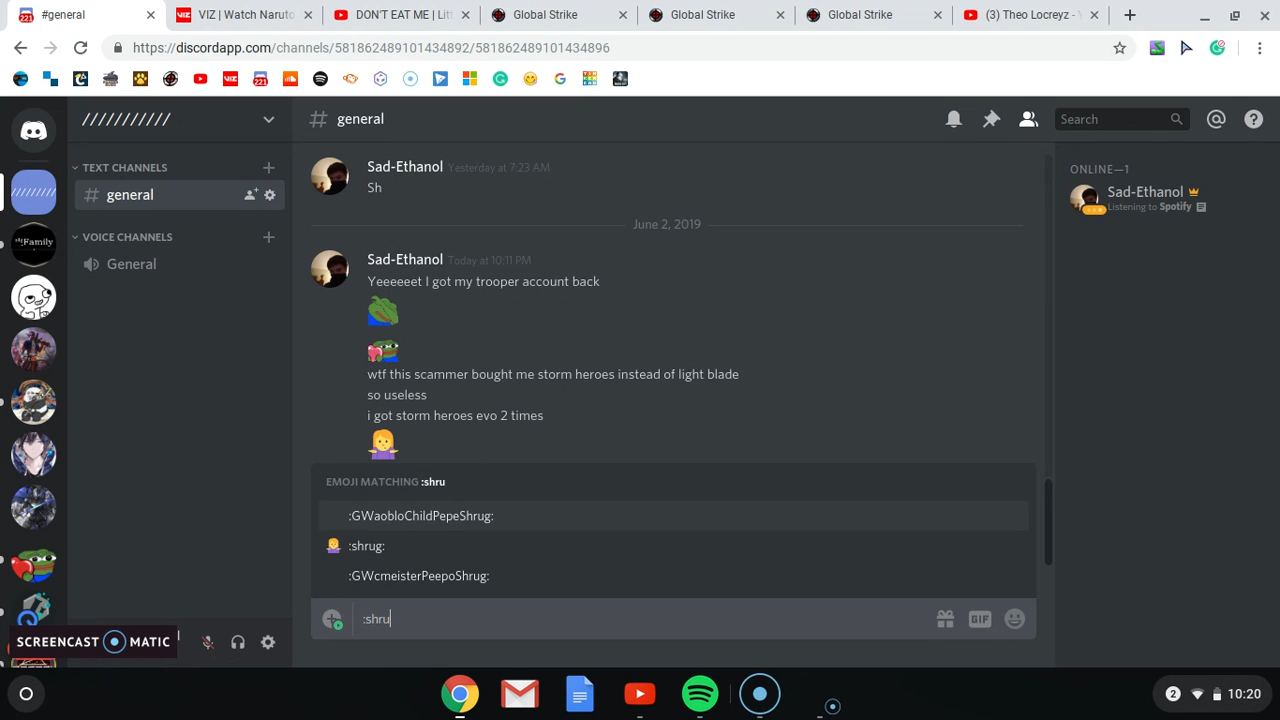 #general
VIZ | Watch Naruto
DON'T EAT ME | Litt
Global Strike
Global Strike
Global Strike
(3) Theo Locreyz - Y
https://discordapp.com/channels/581862489101434892/581862489101434896
///////////
general
Search
TEXT CHANNELS
general
VOICE CHANNELS
General
Sad-Ethanol Yesterday at 7:23 AM
Sh
June 2, 2019
Sad-Ethanol Today at 10:11 PM
Yeeeeeet I got my trooper account back
wtf this scammer bought me storm heroes instead of light blade
so useless
i got storm heroes evo 2 times
EMOJI MATCHING :shru
:GWaobloChildPepeShrug:
:shrug:
:GWcmeisterPeepoShrug:
:shru
GIF
ONLINE—1
Sad-Ethanol
Listening to Spotify
SCREENCAST MATIC
2
10:20